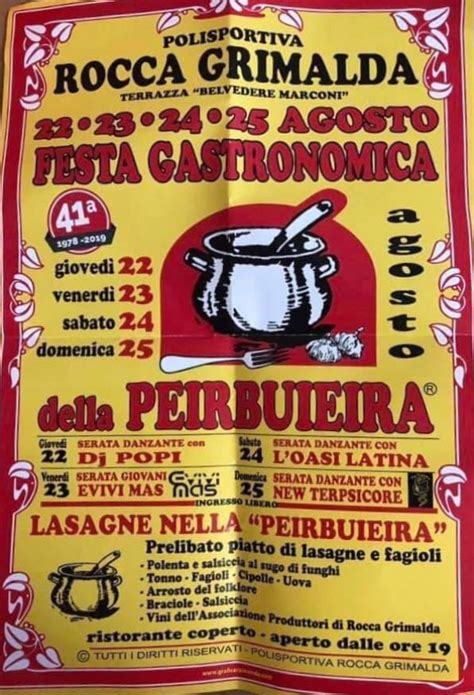 POLISPORTIVA
ROCCA GRIMALDA
TERRAZZA "BELVEDERE MARCONI"
22•23•24•25 AGOSTO
FESTA GASTRONOMICA
41a
1978-2019
giovedì 22
venerdì 23
sabato 24
domenica 25
agosto
della PEIRBUIEIRA®
Giovedì 22 SERATA DANZANTE con
Dj POPI
Sabato 24 SERATA DANZANTE CON
L'OASI LATINA
Venerdì 23 SERATA GIOVANI
EVIVI MAS
EVIVI MAS
Domenica 25 SERATA DANZANTE CON
NEW TERPSICORE
INGRESSO LIBERO
LASAGNE NELLA "PEIRBUIEIRA"
Prelibato piatto di lasagne e fagioli
- Polenta e salsiccia al sugo di funghi
- Tonno - Fagioli - Cipolle - Uova
- Arrosto del folklore
- Braciole - Salsiccia
- Vini dell'Associazione Produttori di Rocca Grimalda
ristorante coperto - aperto dalle ore 19
© TUTTI I DIRITTI RISERVATI - POLISPORTIVA ROCCA GRIMALDA